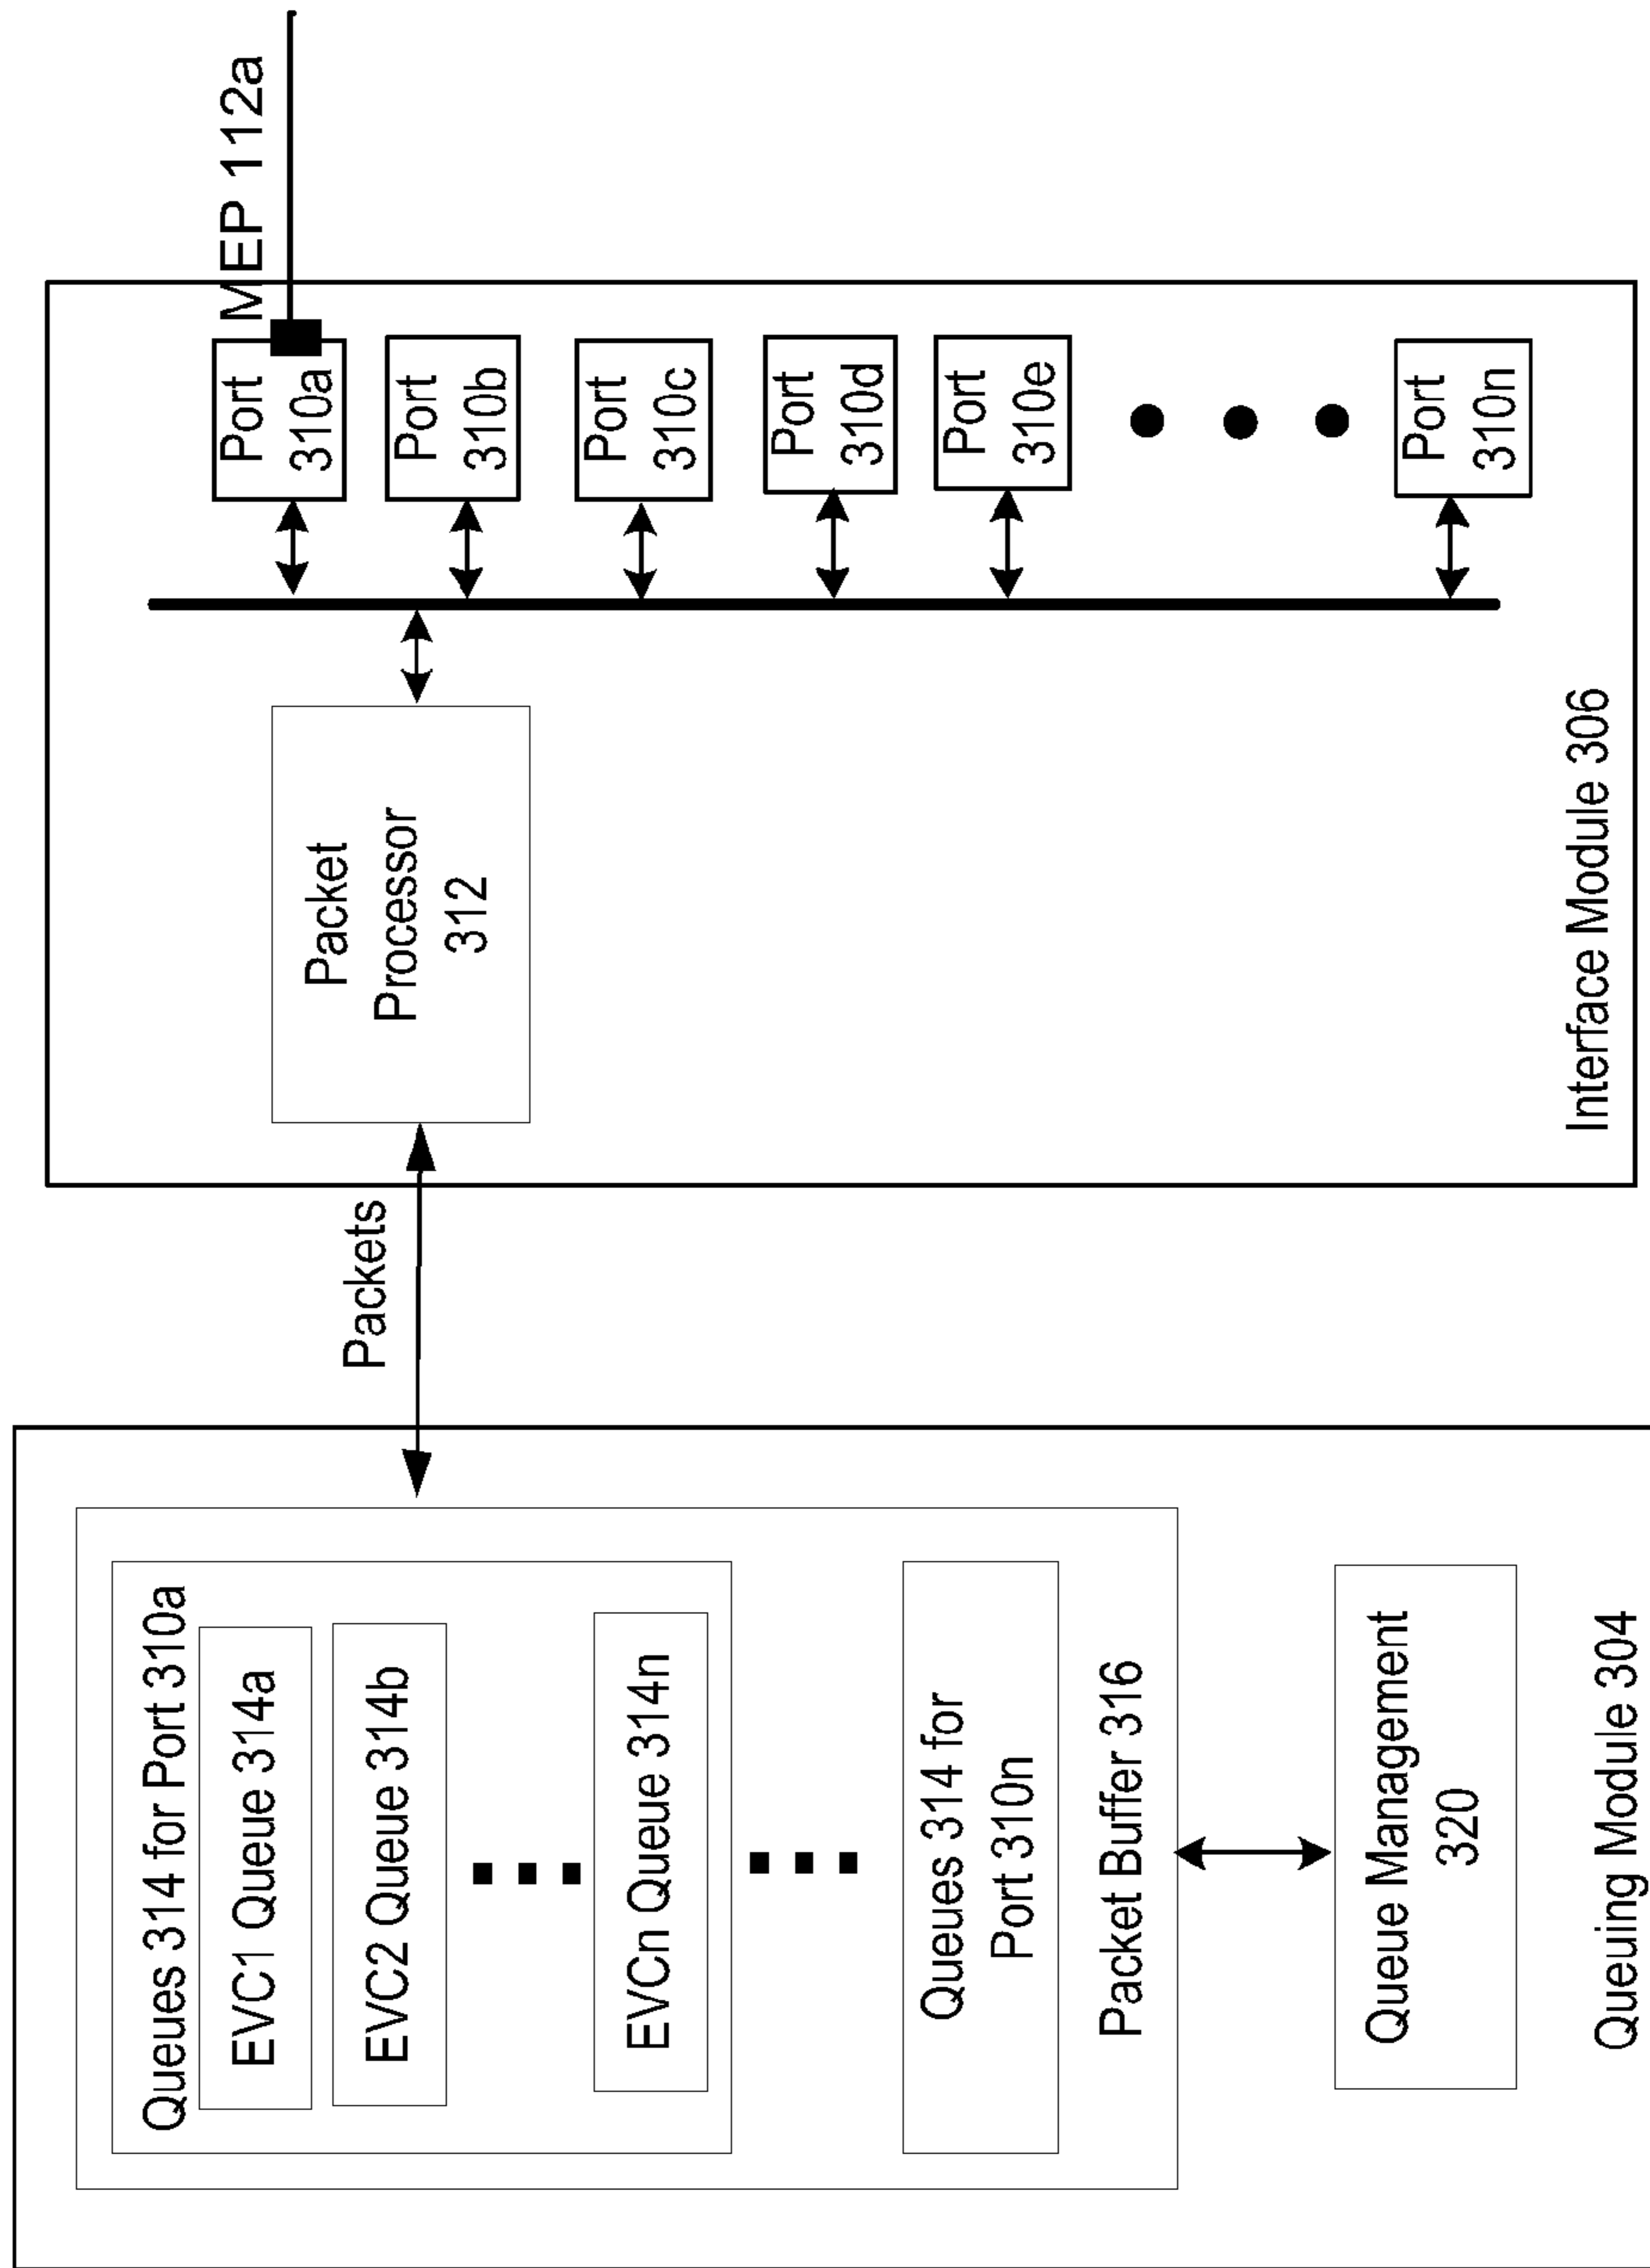 Queues 314 for Port 310a
EVC1 Queue 314a
EVC2 Queue 314b
EVCn Queue 314n
Queues 314 for
Port 310n
Packet Buffer 316
Queue Management
320
Queuing Module 304
Packets
Packet
Processor
312
MEP 112a
Port
310a
Port
310b
Port
310c
Port
310d
Port
310e
Port
310n
Interface Module 306